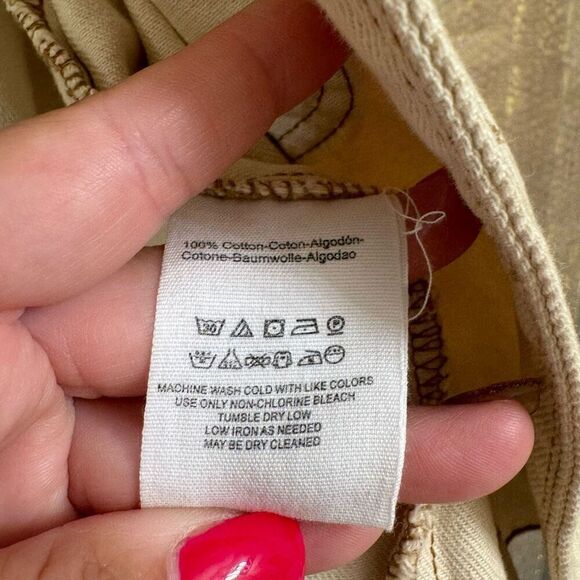 100% Cotton-Coton-Algodón-
Cotone-Baumwolle-Algodao
30 P
MACHINE WASH COLD WITH LIKE COLORS
USE ONLY NON-CHLORINE BLEACH
TUMBLE DRY LOW
LOW IRON AS NEEDED
MAY BE DRY CLEANED